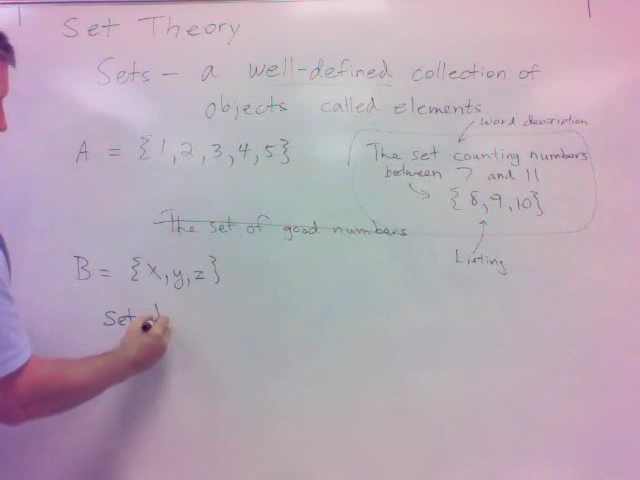 Set Theory
Sets - a well-defined collection of
objects called elements
word description
A = {1,2,3,4,5}
The set counting numbers
between 7 and 11
{8,9,10}
Listing
The set of good numbers
B = {x,y,z}
Set